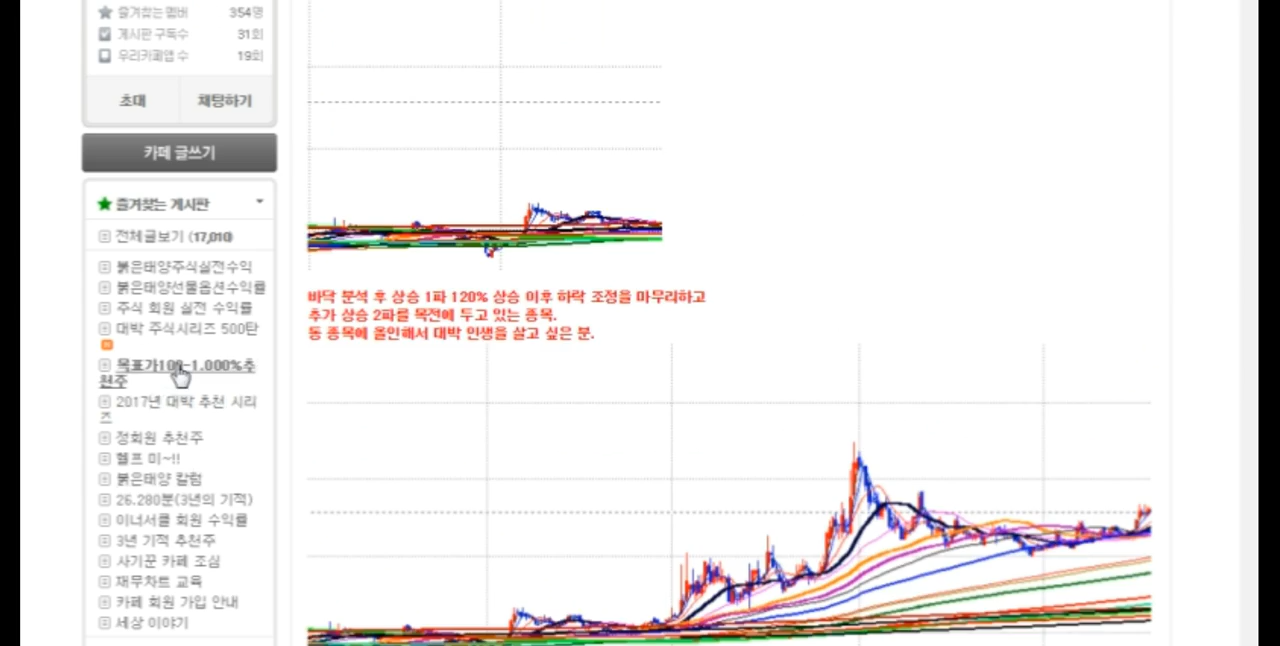 즐겨찾는 멤버 354명
게시판 구독수 31회
우리카페앱 수 19회
초대 채팅하기
카페 글쓰기
즐겨찾는 게시판
전체글보기 (17,010)
붉은태양주식실전수익
붉은태양선물옵션수익률
주식 회원 실전 수익률
대박 주식시리즈 500탄
목표가100-1.000%추
천주
2017년 대박 추천 시리
즈
정회원 추천주
헬프 미~!!
붉은태양 칼럼
26.280분(3년의 기적)
이너서클 회원 수익률
3년 기적 추천주
사기꾼 카페 조심
재무차트 교육
카페 회원 가입 안내
세상 이야기
바닥 분석 후 상승 1파 120% 상승 이후 하락 조정을 마무리하고
추가 상승 2파를 목전에 두고 있는 종목.
동 종목에 올인해서 대박 인생을 살고 싶은 분.